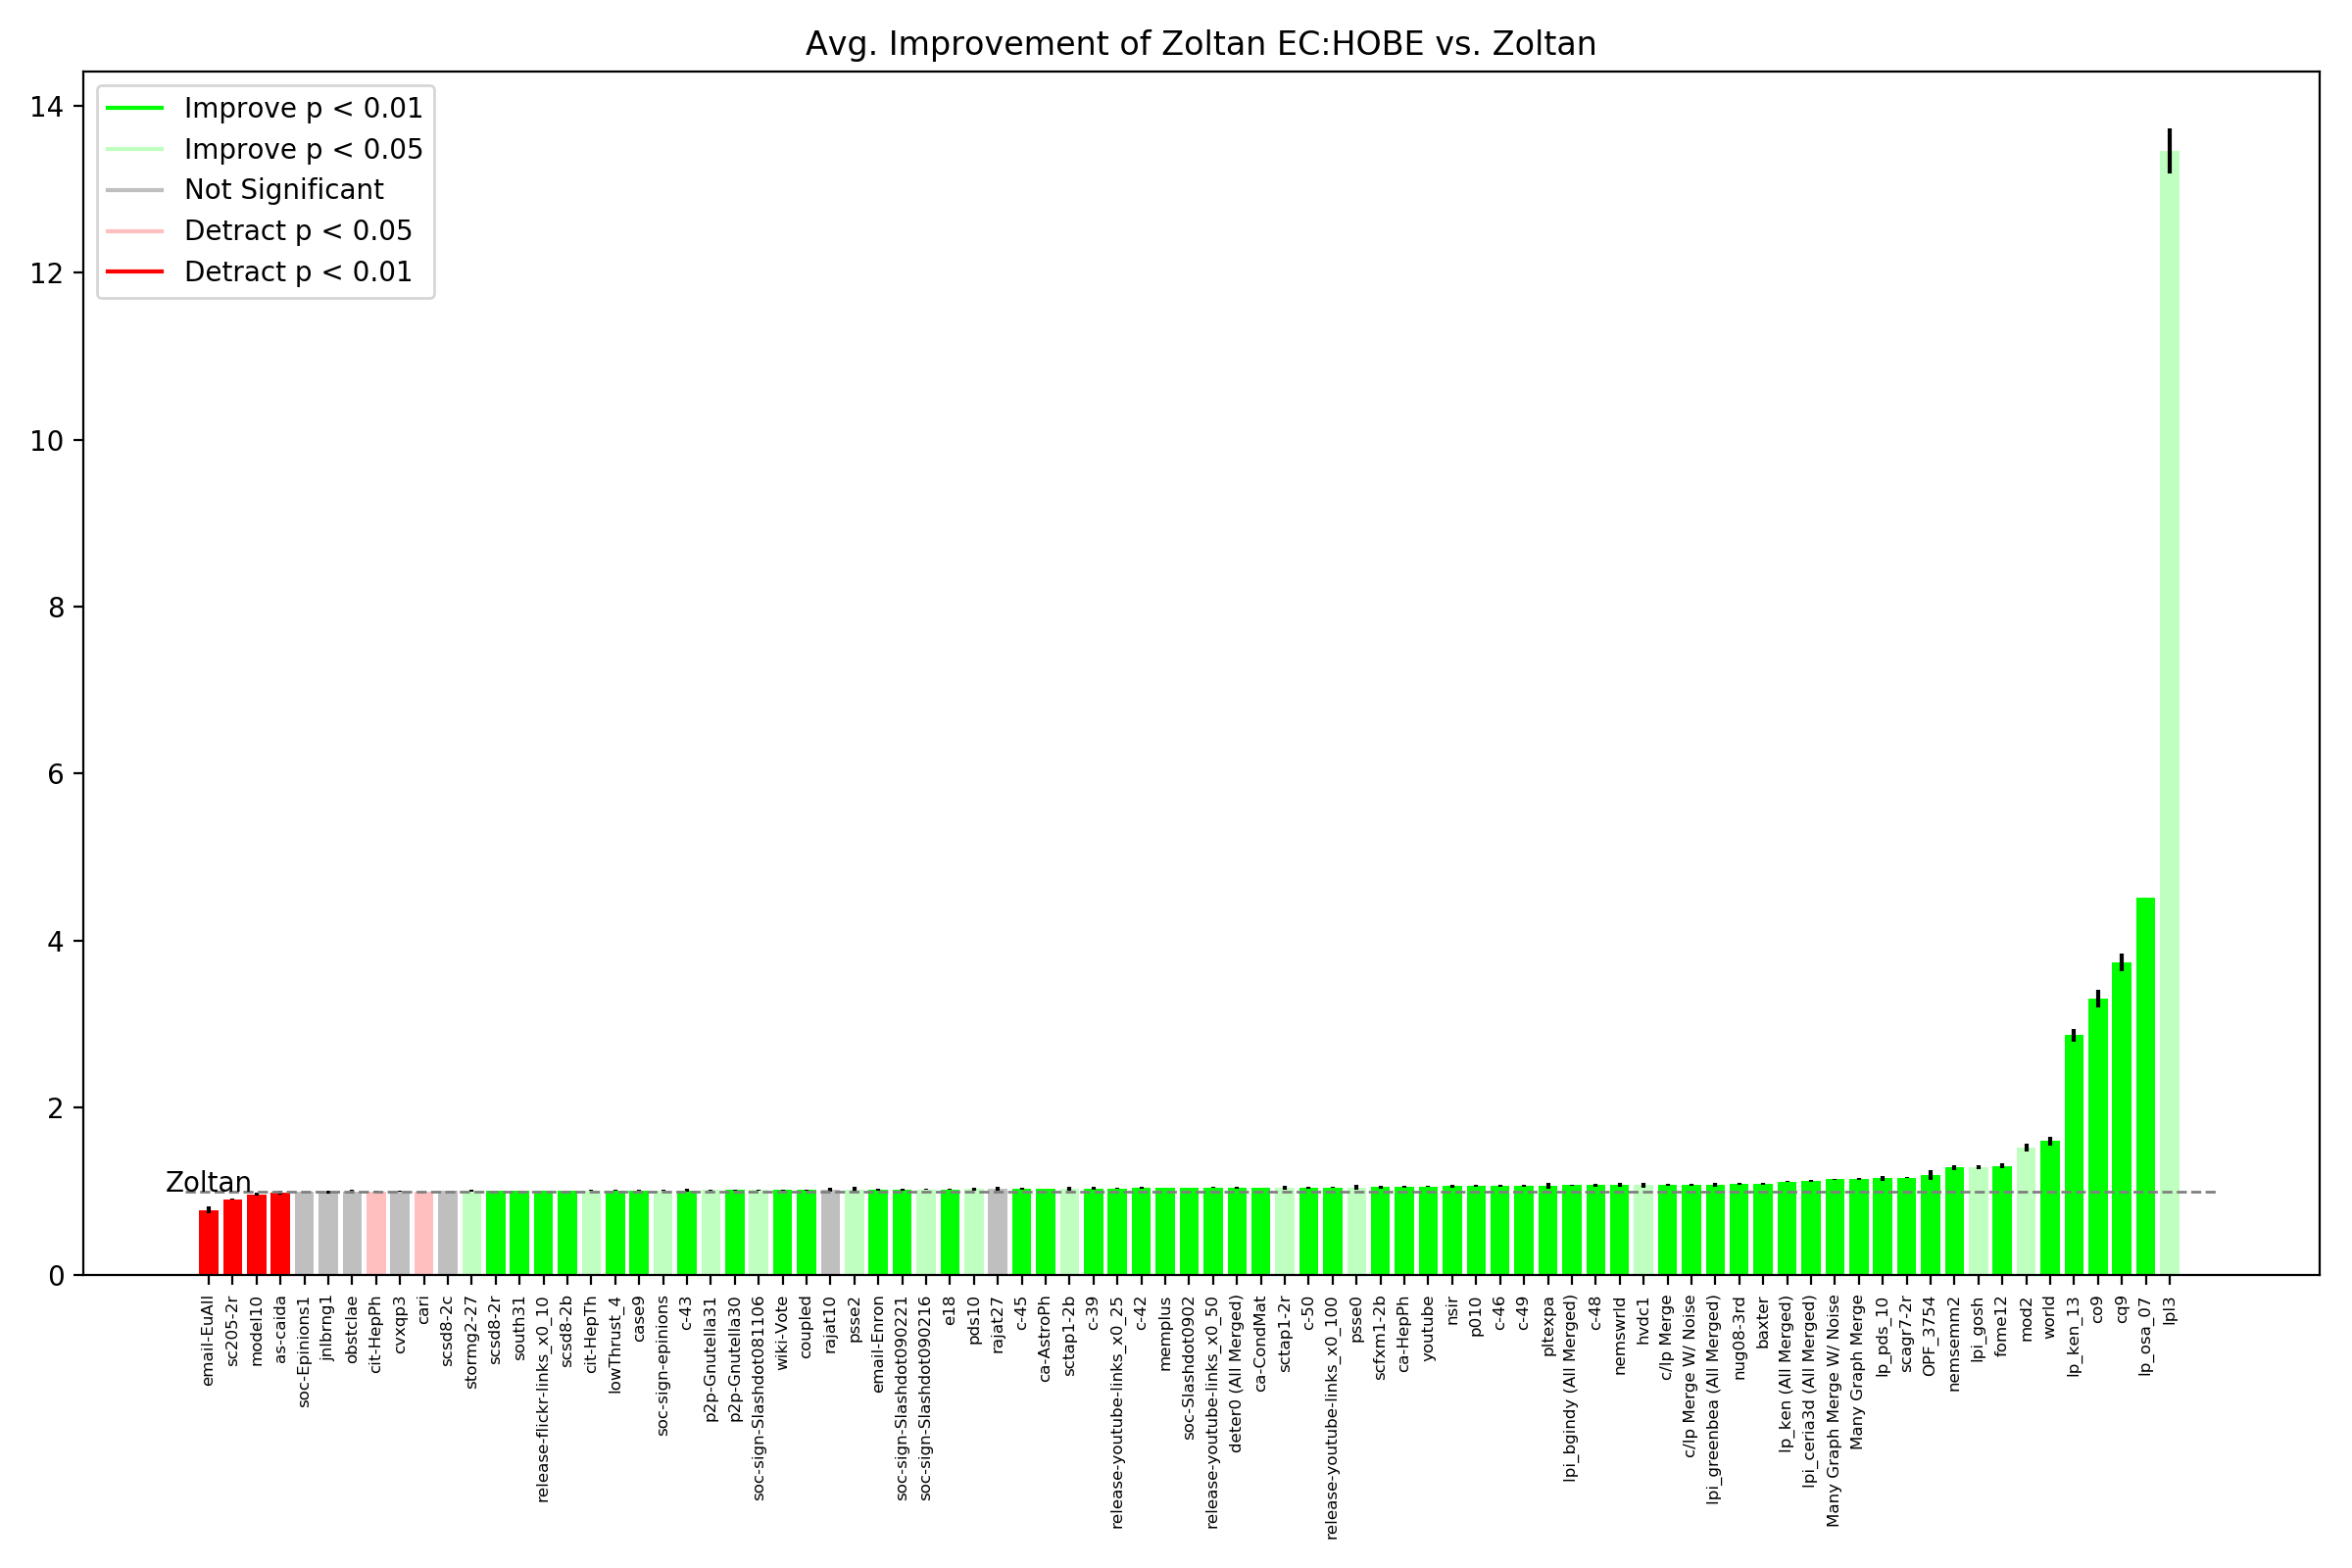 Avg. Improvement of Zoltan EC:HOBE vs. Zoltan
14
12
10
8
6
4
2
0
Improve p < 0.01
Improve p < 0.05
Not Significant
Detract p < 0.05
Detract p < 0.01
Zoltan
email-EuAll
sc205-2r
model10
as-caida
soc-Epinions1
jnlbrng1
obstclae
cit-HepPh
cvxqp3
cari
scsd8-2c
stormg2-27
scsd8-2r
south31
release-flickr-links_x0_10
scsd8-2b
cit-HepTh
lowThrust_4
case9
soc-sign-epinions
c-43
p2p-Gnutella31
p2p-Gnutella30
soc-sign-Slashdot081106
wiki-Vote
coupled
rajat10
psse2
email-Enron
soc-sign-Slashdot090221
soc-sign-Slashdot090216
e18
pds10
rajat27
c-45
ca-AstroPh
sctap1-2b
c-39
release-youtube-links_x0_25
c-42
memplus
soc-Slashdot0902
release-youtube-links_x0_50
deter0 (All Merged)
ca-CondMat
sctap1-2r
c-50
release-youtube-links_x0_100
psse0
scfxm1-2b
ca-HepPh
youtube
nsir
p010
c-46
c-49
pltexpa
lpi_bgindy (All Merged)
c-48
nemswrld
hvdc1
c/lp Merge
c/lp Merge W/ Noise
lpi_greenbea (All Merged)
nug08-3rd
baxter
lp_ken (All Merged)
lpi_ceria3d (All Merged)
Many Graph Merge W/ Noise
Many Graph Merge
lp_pds_10
scagr7-2r
OPF_3754
nemsemm2
lpi_gosh
fome12
mod2
world
lp_ken_13
co9
cq9
lp_osa_07
lpl3